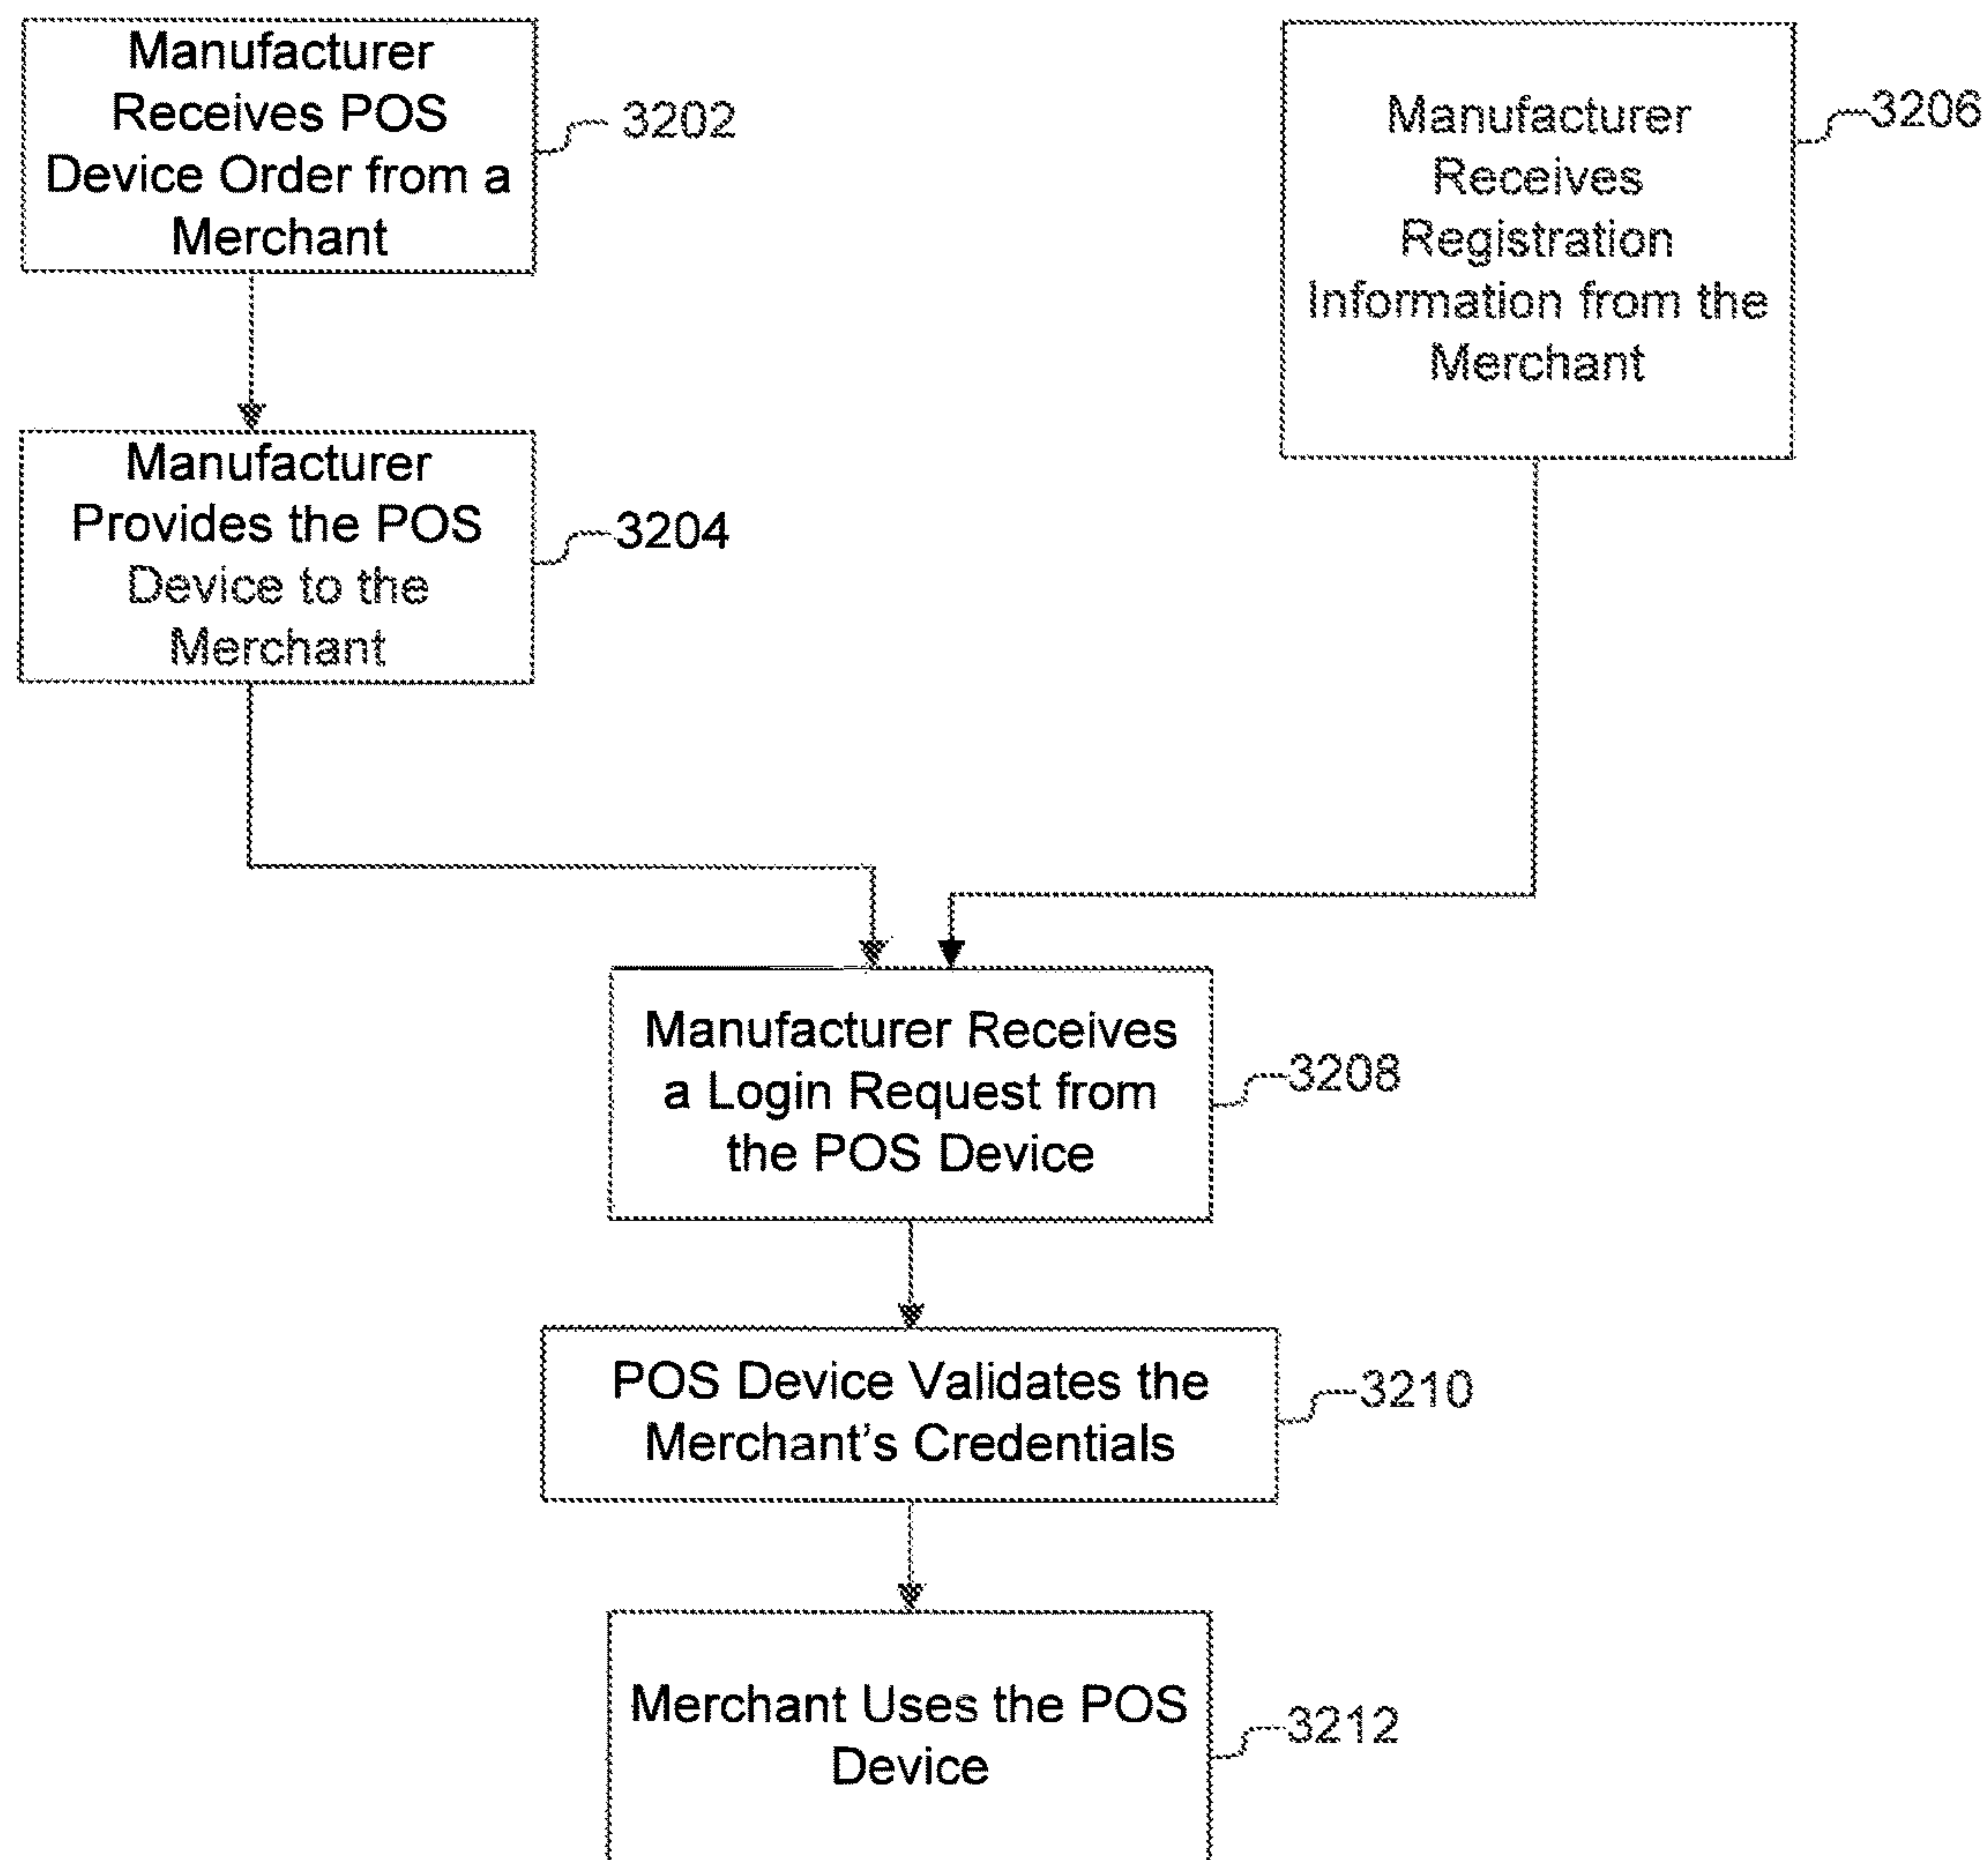 Manufacturer
Receives POS
Device Order from a
Merchant
3202
Manufacturer
Receives
Registration
Information from the
Merchant
3206
Manufacturer
Provides the POS
Device to the
Merchant
3204
Manufacturer Receives
a Login Request from
the POS Device
3208
POS Device Validates the
Merchant's Credentials
3210
Merchant Uses the POS
Device
3212